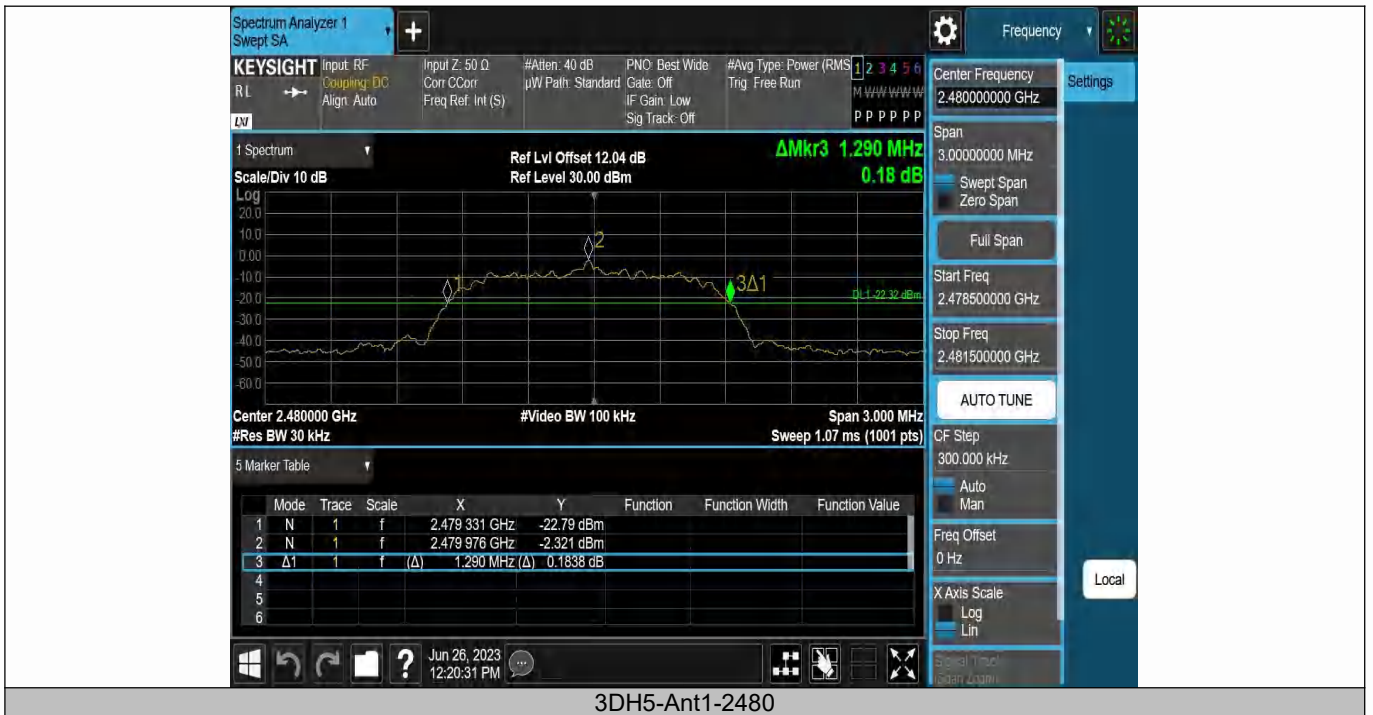 Spectrum Analyzer 1
Swept SA
+
Frequency
KEYSIGHT
RL
LXI
Input: RF
Coupling: DC
Align: Auto
Input Z: 50 Ω
Corr CCorr
Freq Ref: Int (S)
#Atten: 40 dB
µW Path: Standard
PNO: Best Wide
Gate: Off
IF Gain: Low
Sig Track: Off
#Avg Type: Power (RMS
Trig: Free Run
1 2 3 4 5 6
M W W W W W
P P P P P P
Center Frequency
2.480000000 GHz
Settings
Span
3.00000000 MHz
Swept Span
Zero Span
Full Span
Start Freq
2.478500000 GHz
Stop Freq
2.481500000 GHz
AUTO TUNE
CF Step
300.000 kHz
Auto
Man
Freq Offset
0 Hz
X Axis Scale
Log
Lin
Signal Track
(Span Zoom)
Local
1 Spectrum
Scale/Div 10 dB
Ref Lvl Offset 12.04 dB
Ref Level 30.00 dBm
ΔMkr3 1.290 MHz
0.18 dB
Log
20.0
10.0
0.00
-10.0
-20.0
-30.0
-40.0
-50.0
-60.0
1
2
3Δ1
DL1 -22.32 dBm
Center 2.480000 GHz
#Res BW 30 kHz
#Video BW 100 kHz
Span 3.000 MHz
Sweep 1.07 ms (1001 pts)
5 Marker Table
Mode Trace Scale X Y Function Function Width Function Value
1 N 1 f 2.479 331 GHz -22.79 dBm
2 N 1 f 2.479 976 GHz -2.321 dBm
3 Δ1 1 f (Δ) 1.290 MHz (Δ) 0.1838 dB
4
5
6
?
Jun 26, 2023
12:20:31 PM
3DH5-Ant1-2480